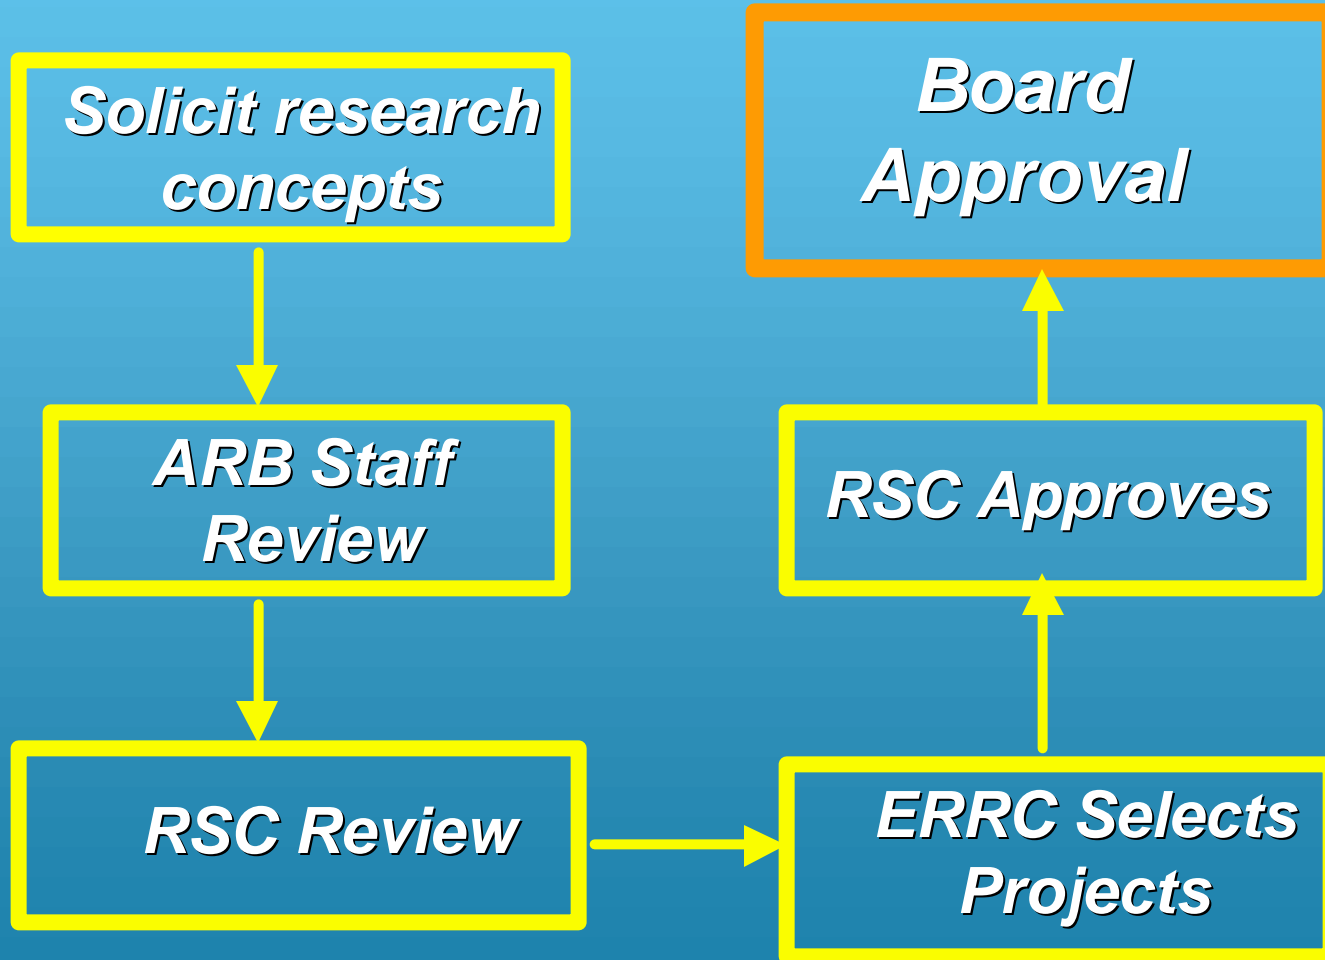 Solicit research
concepts
ARB Staff
Review
RSC Review
ERRC Selects
Projects
RSC Approves
Board
Approval